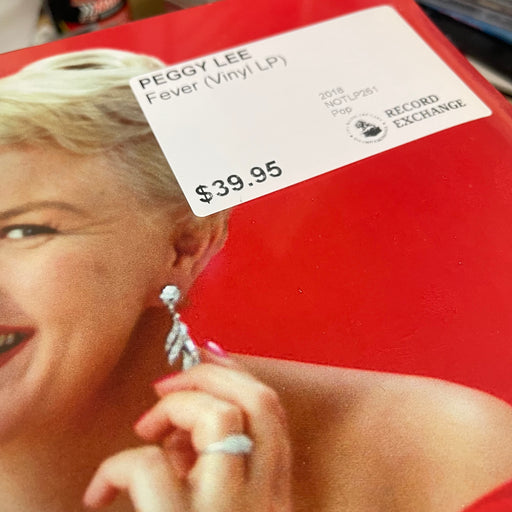 PEGGY LEE
Fever (Vinyl LP)
2018
NOTLP261
Pop
RECORD
EXCHANGE
$39.95